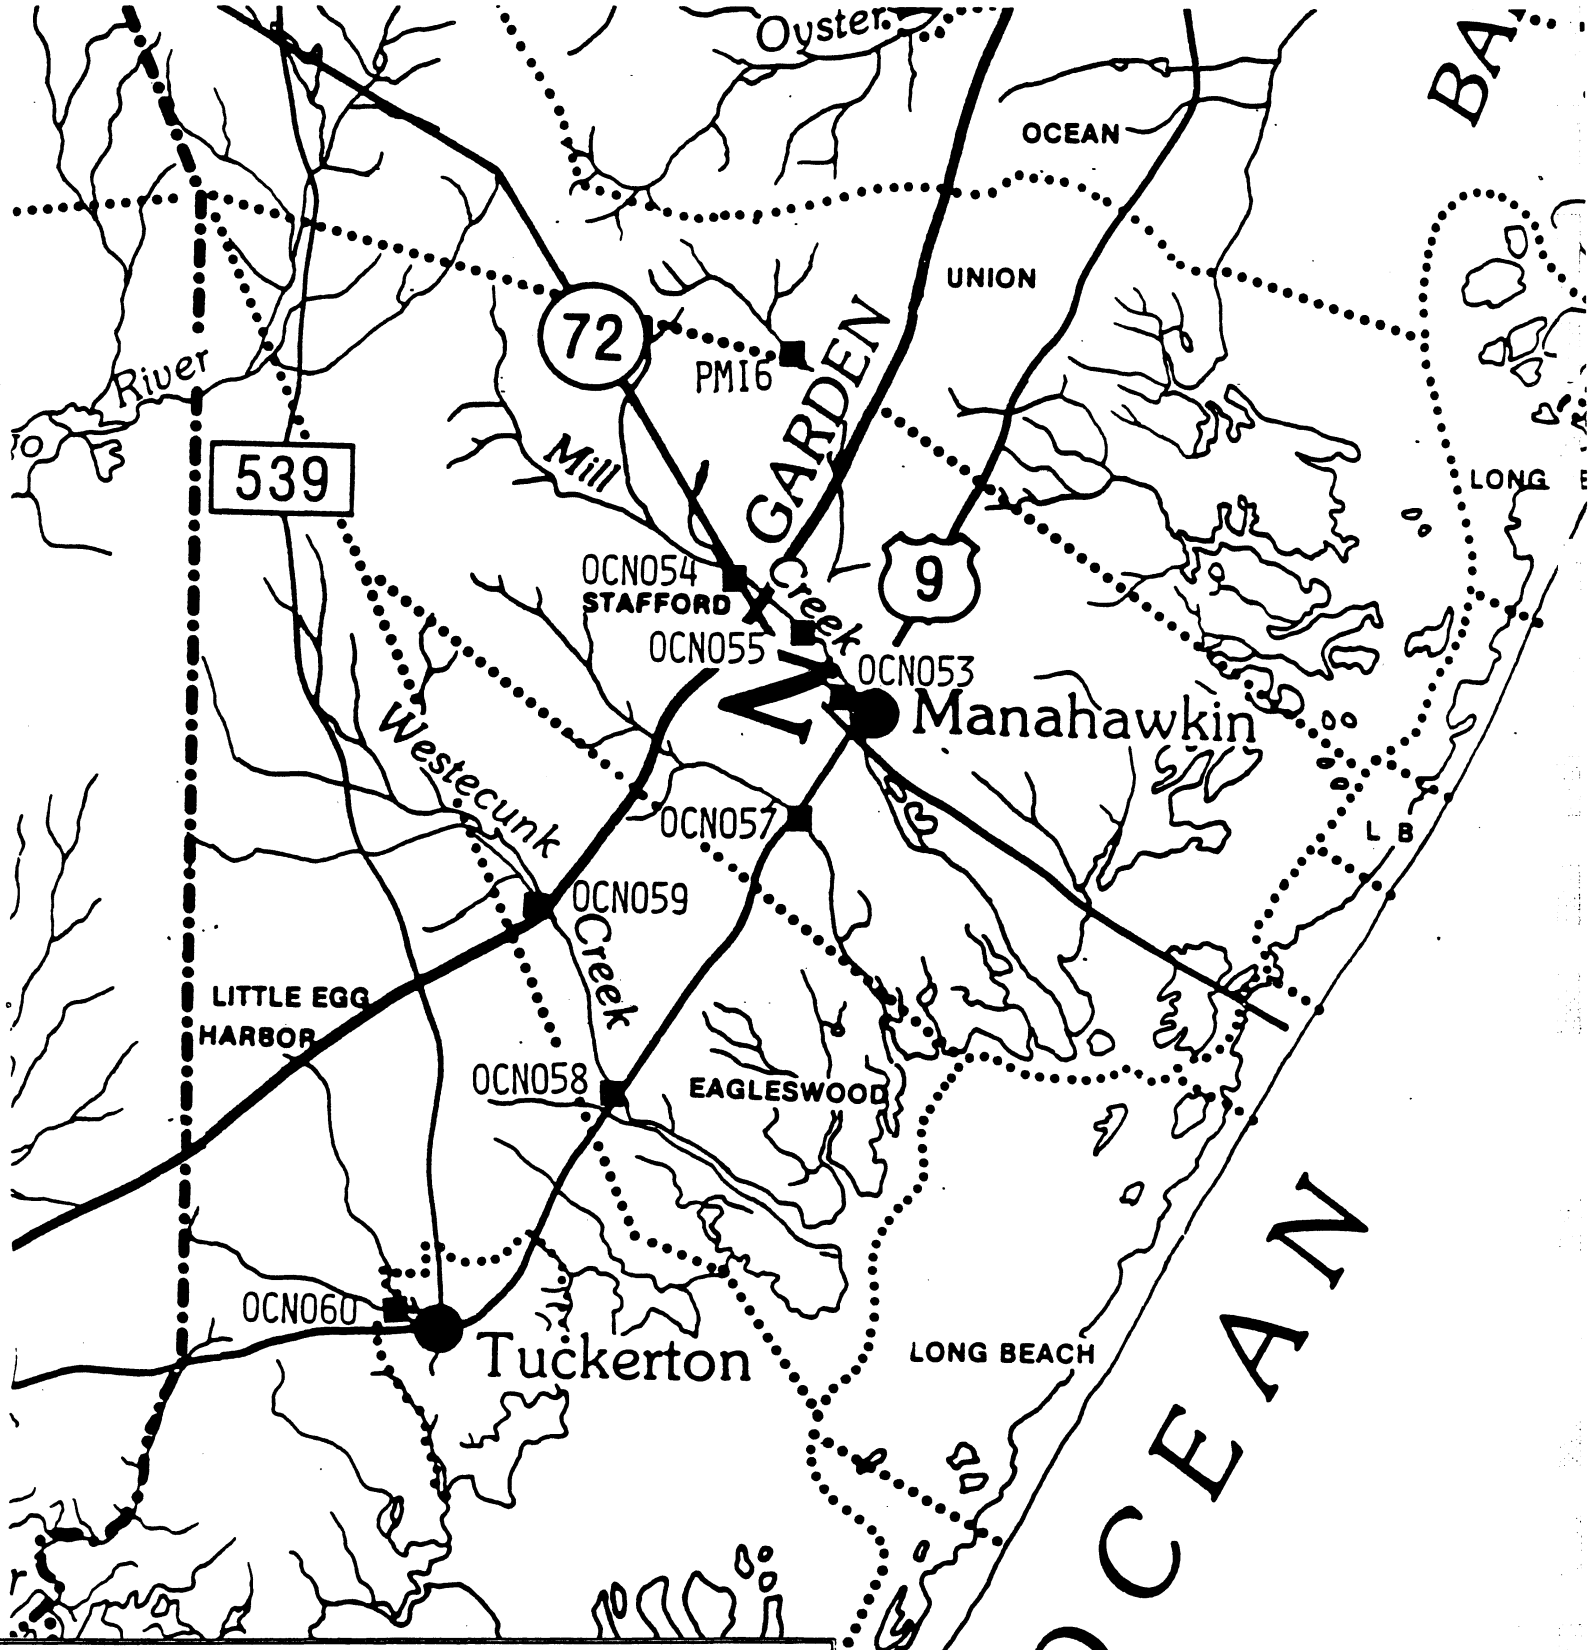 Oyster
BA
OCEAN
UNION
72
GARDEN
River
PMI6
539
Mill
LONG
OCN054
STAFFORD
Creek
9
OCN055
OCN053
Manahawkin
Westecunk
OCN057
L B
OCN059
Creek
LITTLE EGG
HARBOR
OCN058
EAGLESWOOD
OCN060
Tuckerton
LONG BEACH
OCEAN